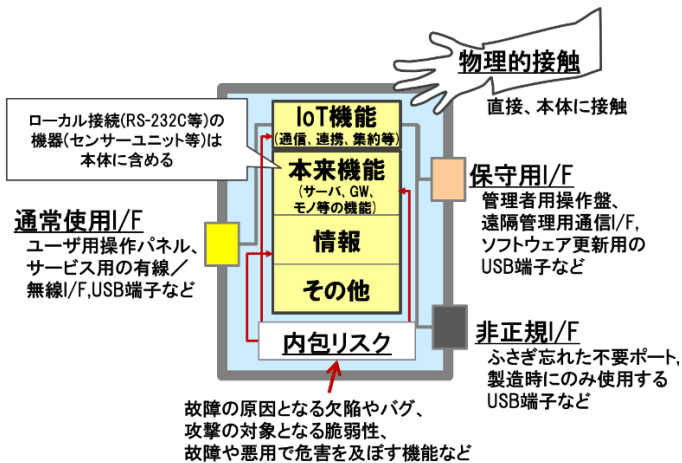 物理的接触
直接、本体に接触
ローカル接続(RS-232C等)の
機器(センサーユニット等)は
本体に含める
IoT機能
(通信、連携、集約等)
本来機能
(サーバ、GW、
モノ等の機能)
情報
その他
内包リスク
通常使用I/F
ユーザ用操作パネル、
サービス用の有線／
無線I/F,USB端子など
保守用I/F
管理者用操作盤、
遠隔管理用通信I/F,
ソフトウェア更新用の
USB端子など
非正規I/F
ふさぎ忘れた不要ポート,
製造時にのみ使用する
USB端子など
故障の原因となる欠陥やバグ、
攻撃の対象となる脆弱性、
故障や悪用で危害を及ぼす機能など